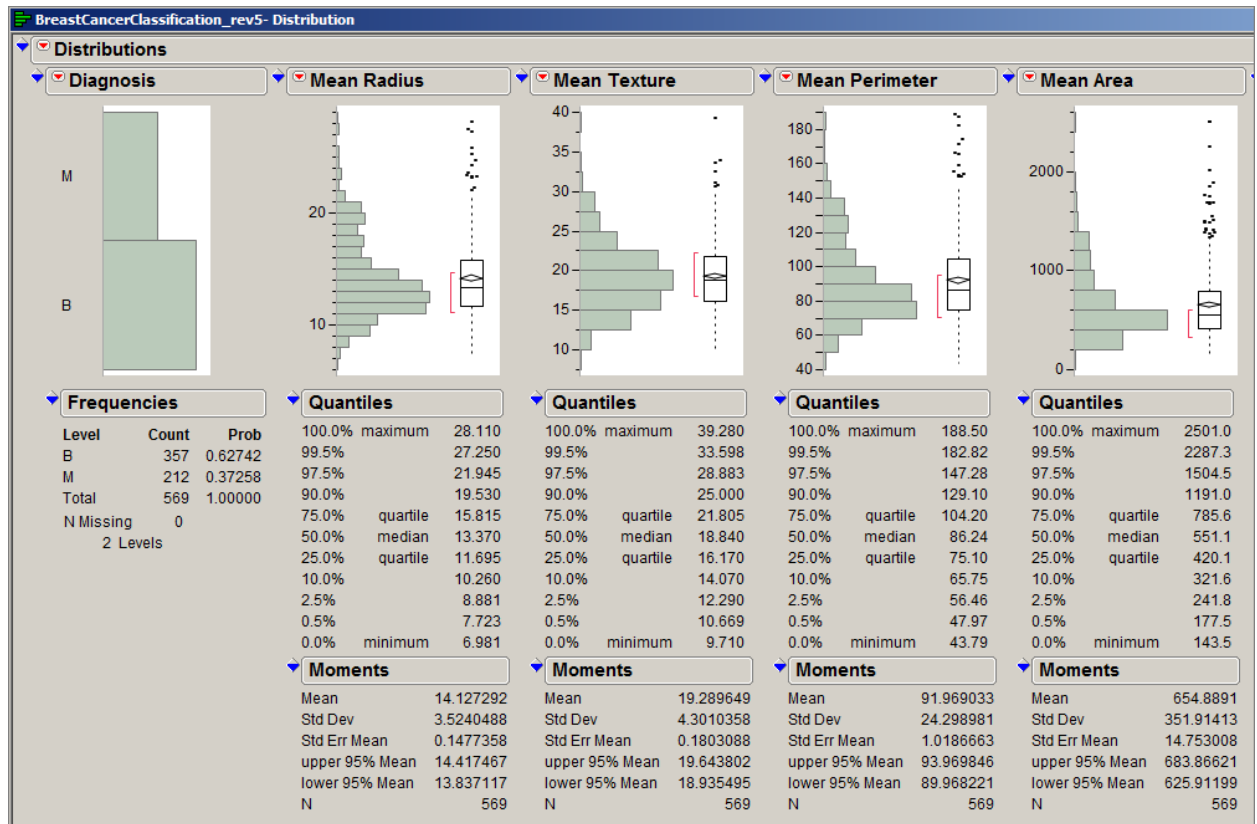 BreastCancerClassification_rev5- Distribution
Distributions
Diagnosis
M
B
Frequencies
Level Count Prob
B 357 0.62742
M 212 0.37258
Total 569 1.00000
N Missing 0
2 Levels
Mean Radius
20
10
Quantiles
100.0% maximum 28.110
99.5% 27.250
97.5% 21.945
90.0% 19.530
75.0% quartile 15.815
50.0% median 13.370
25.0% quartile 11.695
10.0% 10.260
2.5% 8.881
0.5% 7.723
0.0% minimum 6.981
Moments
Mean 14.127292
Std Dev 3.5240488
Std Err Mean 0.1477358
upper 95% Mean 14.417467
lower 95% Mean 13.837117
N 569
Mean Texture
40
35
30
25
20
15
10
Quantiles
100.0% maximum 39.280
99.5% 33.598
97.5% 28.883
90.0% 25.000
75.0% quartile 21.805
50.0% median 18.840
25.0% quartile 16.170
10.0% 14.070
2.5% 12.290
0.5% 10.669
0.0% minimum 9.710
Moments
Mean 19.289649
Std Dev 4.3010358
Std Err Mean 0.1803088
upper 95% Mean 19.643802
lower 95% Mean 18.935495
N 569
Mean Perimeter
180
160
140
120
100
80
60
40
Quantiles
100.0% maximum 188.50
99.5% 182.82
97.5% 147.28
90.0% 129.10
75.0% quartile 104.20
50.0% median 86.24
25.0% quartile 75.10
10.0% 65.75
2.5% 56.46
0.5% 47.97
0.0% minimum 43.79
Moments
Mean 91.969033
Std Dev 24.298981
Std Err Mean 1.0186663
upper 95% Mean 93.969846
lower 95% Mean 89.968221
N 569
Mean Area
2000
1000
0
Quantiles
100.0% maximum 2501.0
99.5% 2287.3
97.5% 1504.5
90.0% 1191.0
75.0% quartile 785.6
50.0% median 551.1
25.0% quartile 420.1
10.0% 321.6
2.5% 241.8
0.5% 177.5
0.0% minimum 143.5
Moments
Mean 654.8891
Std Dev 351.91413
Std Err Mean 14.753008
upper 95% Mean 683.86621
lower 95% Mean 625.91199
N 569